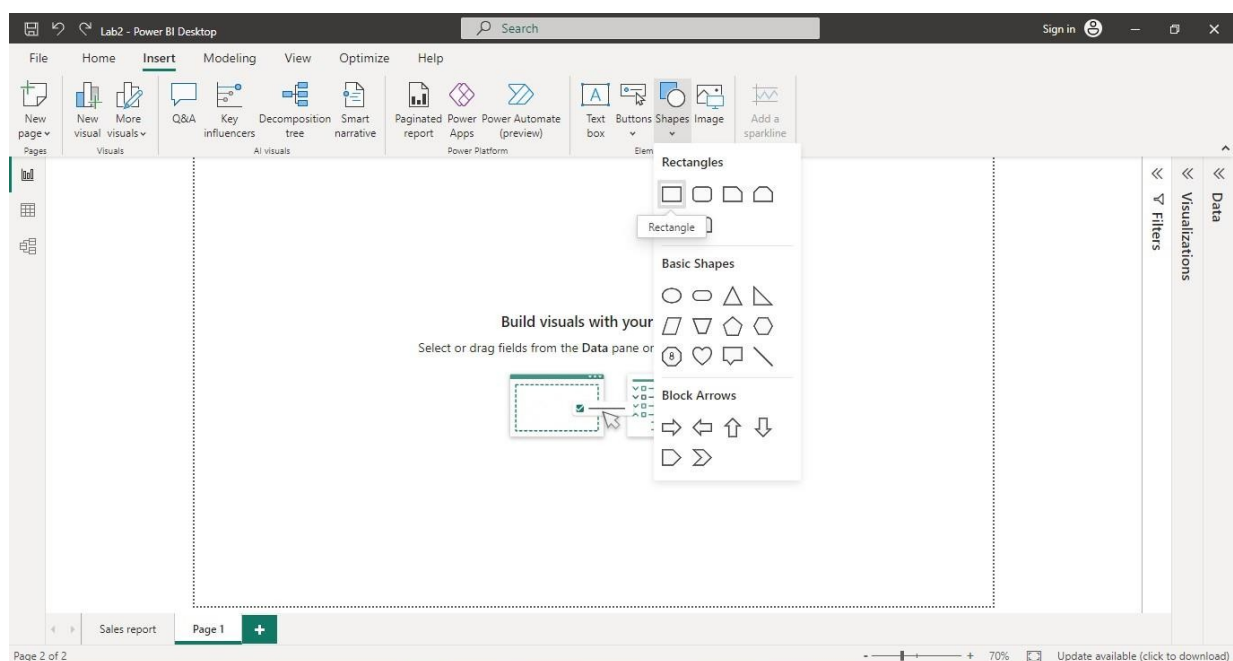 Lab2 - Power BI Desktop
Search
Sign in
File Home Insert Modeling View Optimize Help
New page
New visual
More visuals
Q&A
Key influencers
Decomposition tree
Smart narrative
Paginated report
Power Apps
Power Automate (preview)
Text box
Buttons
Shapes
Image
Add a sparkline
Pages
Visuals
AI visuals
Power Platform
Elem
Rectangles
Rectangle
Basic Shapes
8
Block Arrows
Build visuals with your
Select or drag fields from the Data pane or
Filters
Visualizations
Data
Sales report
Page 1
Page 2 of 2
70%
Update available (click to download)